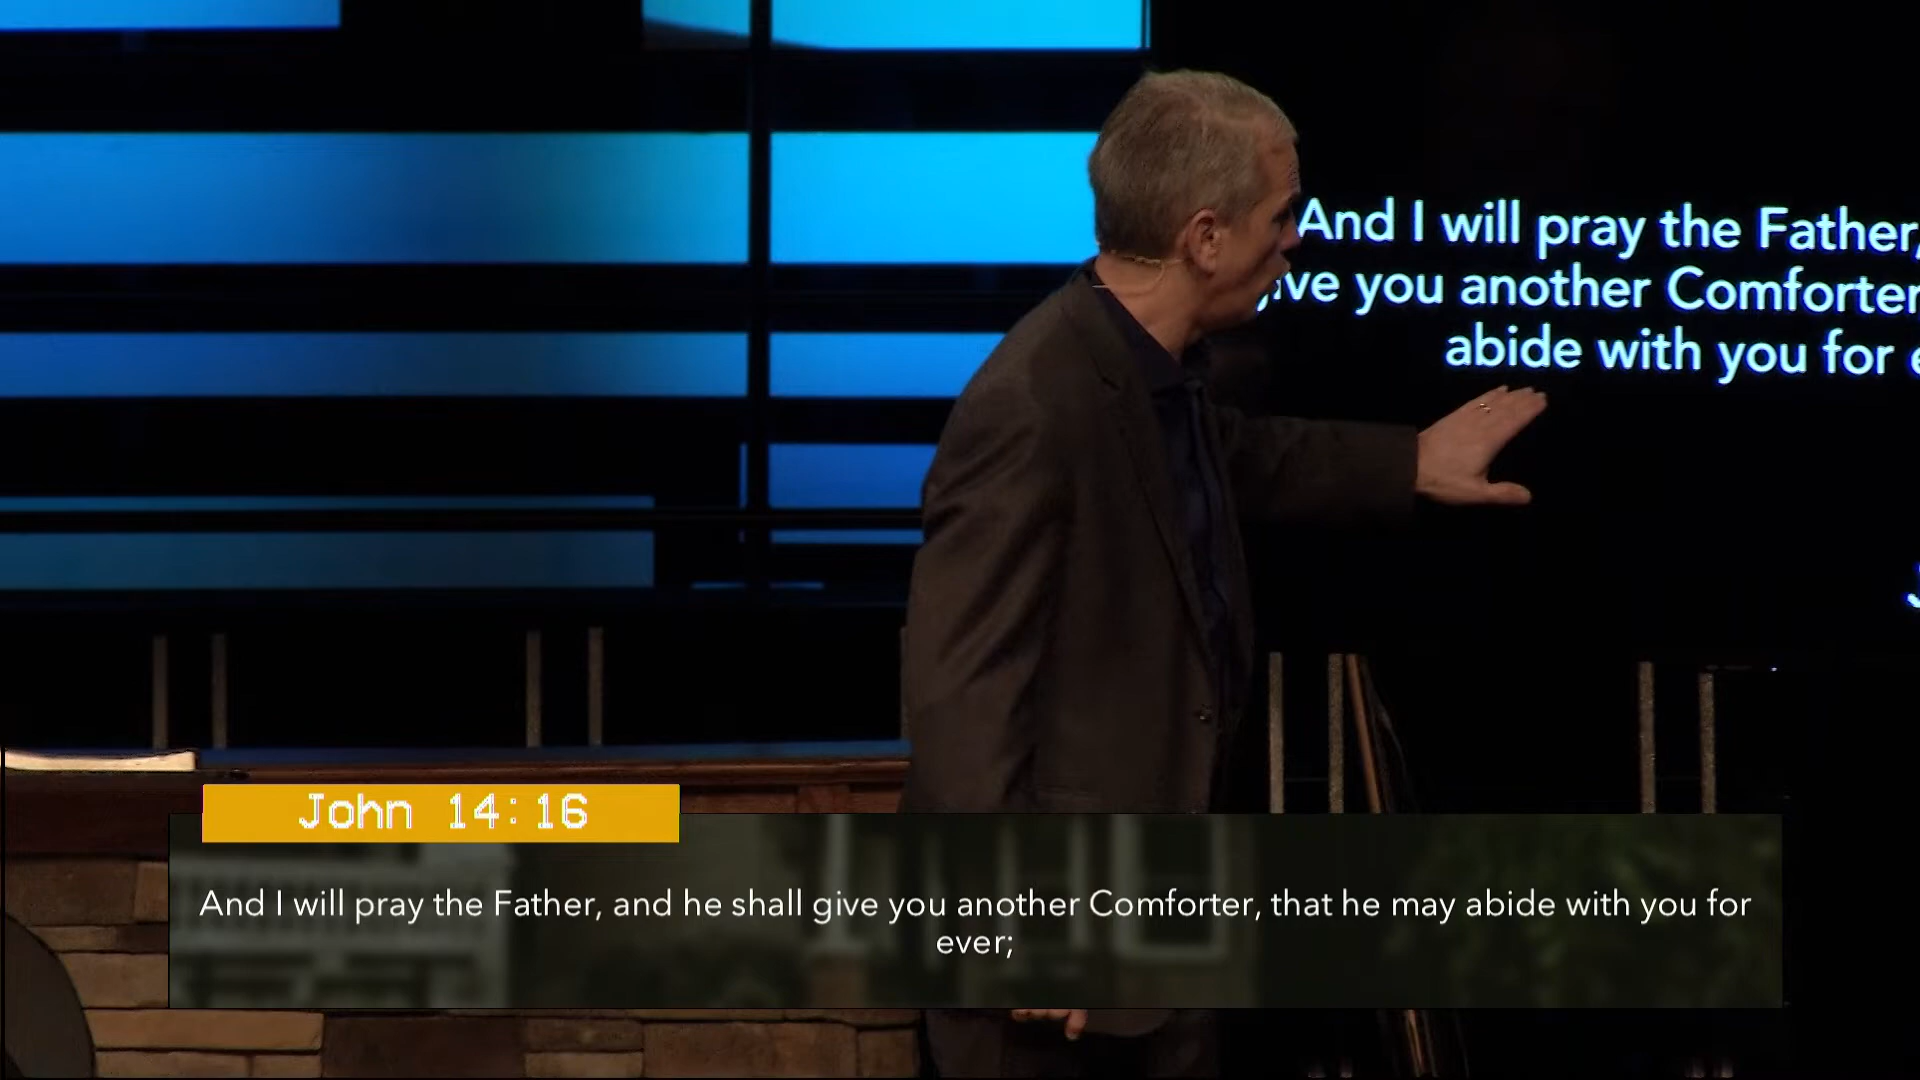 And I will pray the Father,
give you another Comforter
abide with you for
John 14:16
And I will pray the Father, and he shall give you another Comforter, that he may abide with you for
ever;